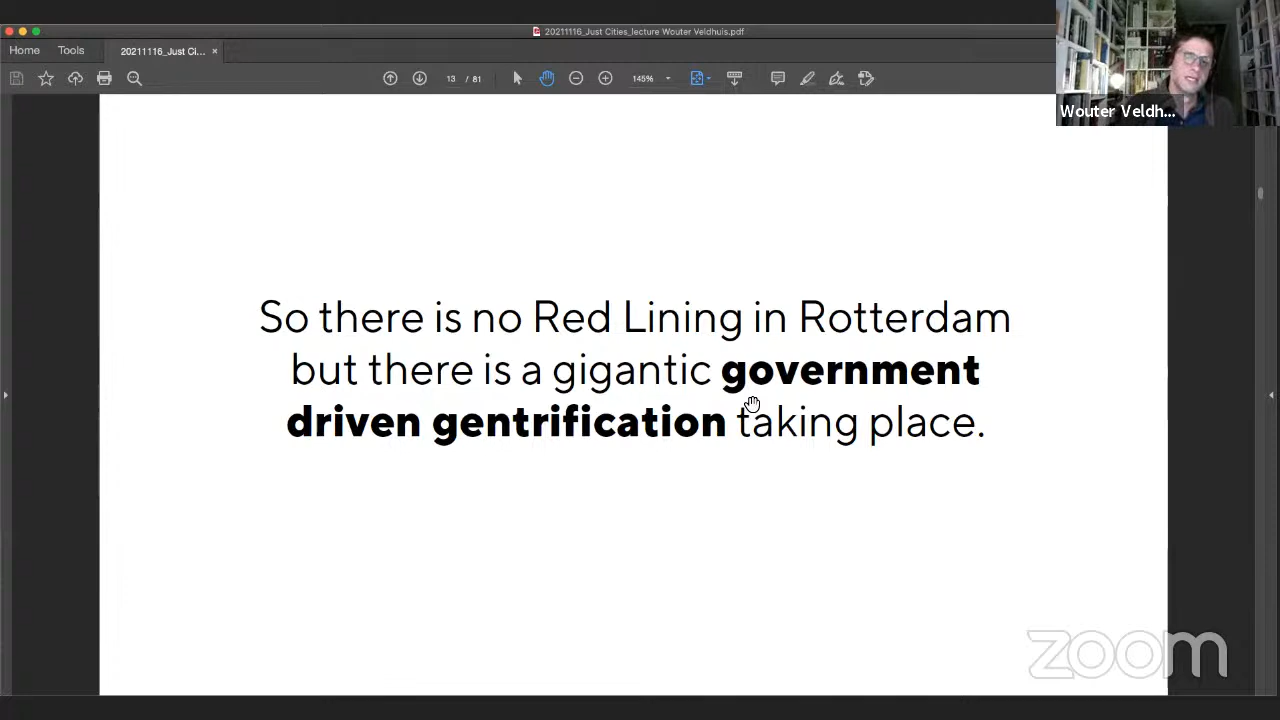 20211116_Just Cities_lecture Wouter Veldhuis.pdf
Home Tools 20211116_Just Ci... ×
13 / 81 145%
Wouter Veldh...
So there is no Red Lining in Rotterdam
but there is a gigantic government
driven gentrification taking place.
zoom